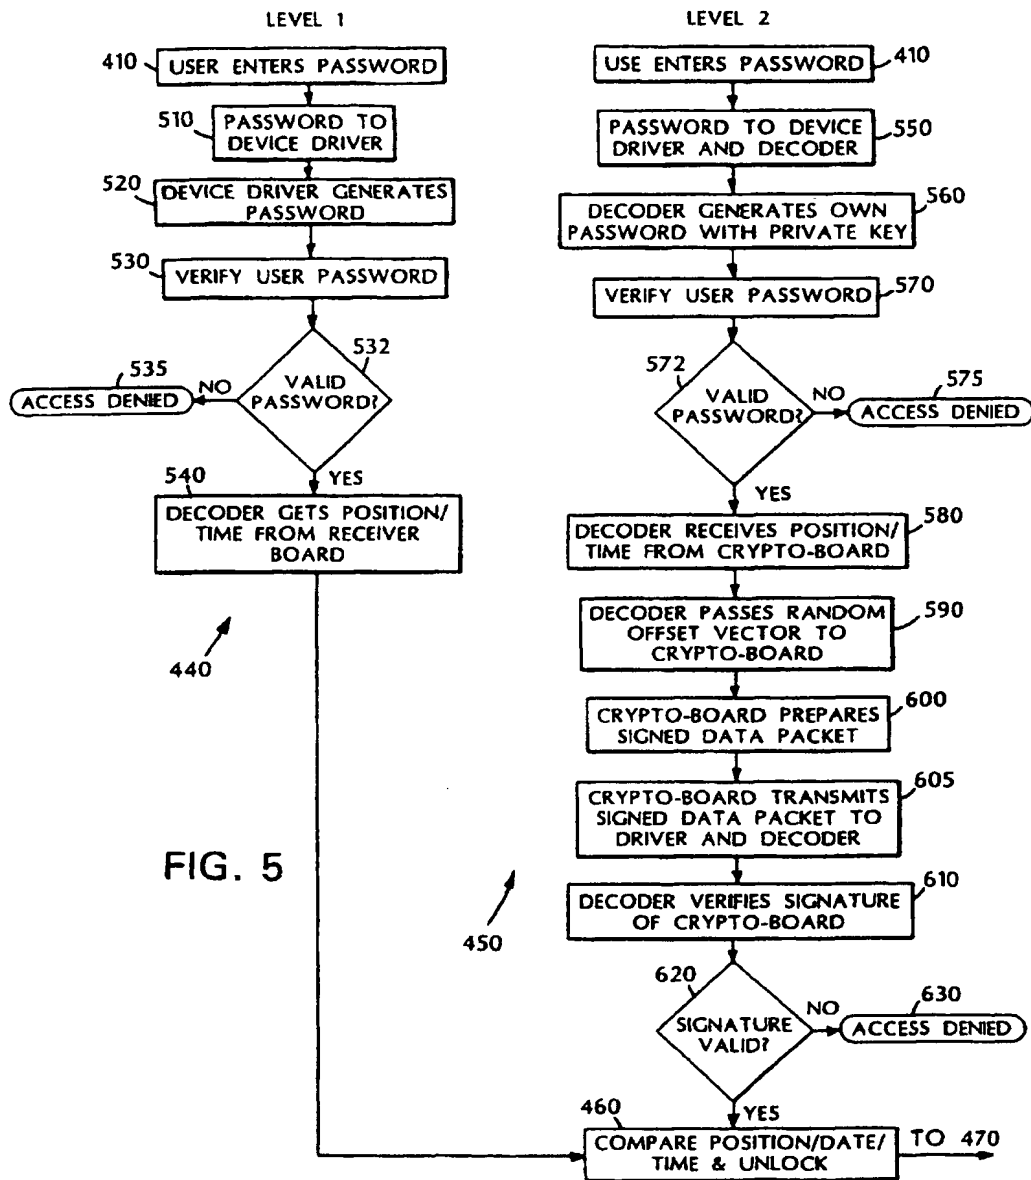 LEVEL 1
410
USER ENTERS PASSWORD
510
PASSWORD TO
DEVICE DRIVER
520
DEVICE DRIVER GENERATES
PASSWORD
530
VERIFY USER PASSWORD
532
VALID
PASSWORD?
NO
535
ACCESS DENIED
YES
540
DECODER GETS POSITION/
TIME FROM RECEIVER
BOARD
440
LEVEL 2
USE ENTERS PASSWORD
410
PASSWORD TO DEVICE
DRIVER AND DECODER
550
DECODER GENERATES OWN
PASSWORD WITH PRIVATE KEY
560
VERIFY USER PASSWORD
570
572
VALID
PASSWORD?
NO
575
ACCESS DENIED
YES
DECODER RECEIVES POSITION/
TIME FROM CRYPTO-BOARD
580
DECODER PASSES RANDOM
OFFSET VECTOR TO
CRYPTO-BOARD
590
CRYPTO-BOARD PREPARES
SIGNED DATA PACKET
600
CRYPTO-BOARD TRANSMITS
SIGNED DATA PACKET TO
DRIVER AND DECODER
605
DECODER VERIFIES SIGNATURE
OF CRYPTO-BOARD
610
450
620
SIGNATURE
VALID?
NO
630
ACCESS DENIED
YES
460
COMPARE POSITION/DATE/
TIME & UNLOCK
TO 470
FIG. 5